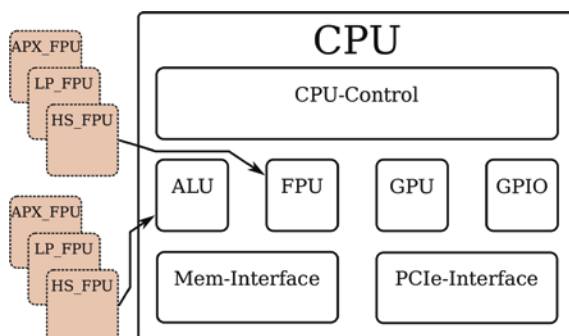 CPU
APX_FPU
LP_FPU
HS_FPU
CPU-Control
ALU
FPU
GPU
GPIO
APX_FPU
LP_FPU
HS_FPU
Mem-Interface
PCIe-Interface